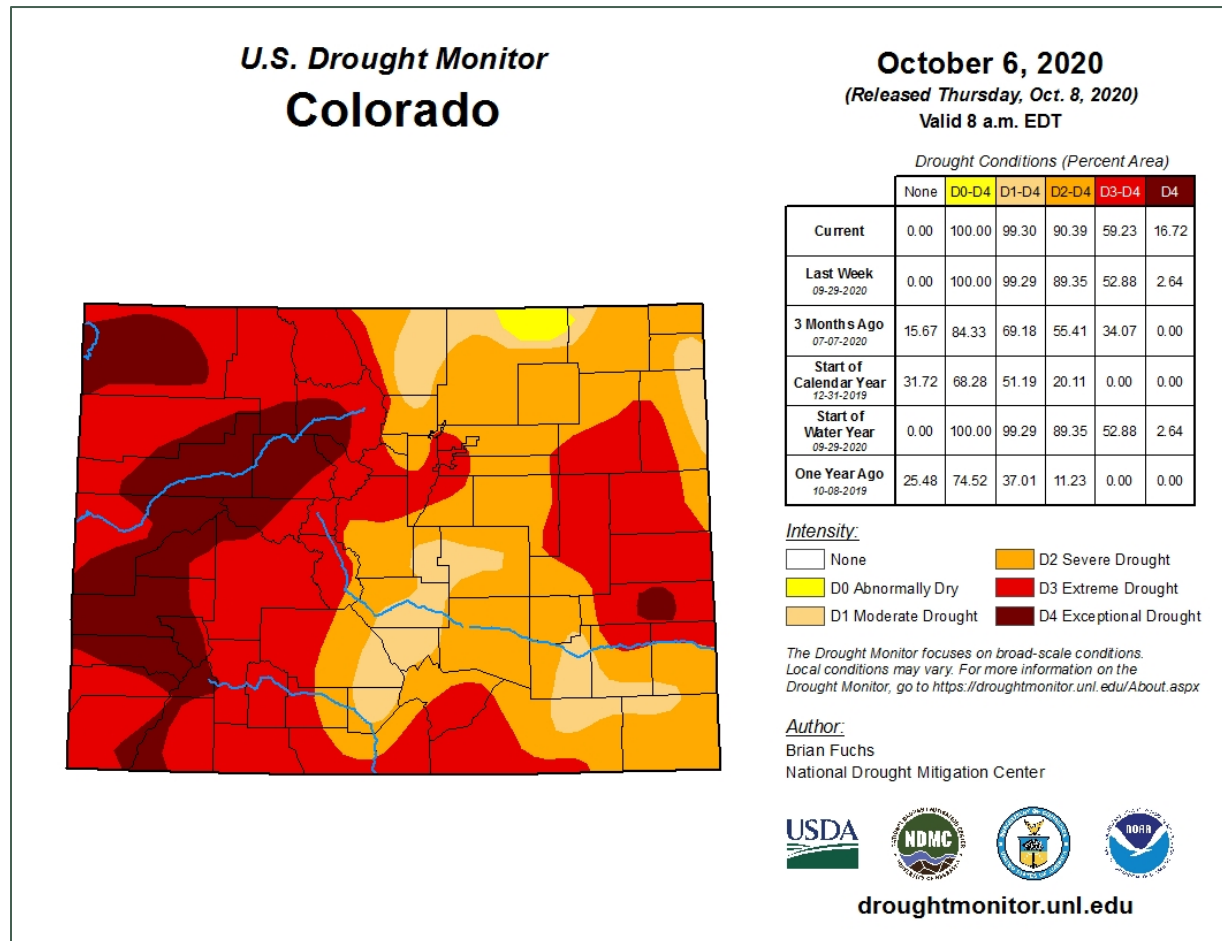 U.S. Drought Monitor
Colorado
October 6, 2020
(Released Thursday, Oct. 8, 2020)
Valid 8 a.m. EDT
Drought Conditions (Percent Area)
None D0-D4 D1-D4 D2-D4 D3-D4 D4
Current 0.00 100.00 99.30 90.39 59.23 16.72
Last Week
09-29-2020 0.00 100.00 99.29 89.35 52.88 2.64
3 Months Ago
07-07-2020 15.67 84.33 69.18 55.41 34.07 0.00
Start of
Calendar Year
12-31-2019 31.72 68.28 51.19 20.11 0.00 0.00
Start of
Water Year
09-29-2020 0.00 100.00 99.29 89.35 52.88 2.64
One Year Ago
10-08-2019 25.48 74.52 37.01 11.23 0.00 0.00
Intensity:
None
D0 Abnormally Dry
D1 Moderate Drought
D2 Severe Drought
D3 Extreme Drought
D4 Exceptional Drought
The Drought Monitor focuses on broad-scale conditions.
Local conditions may vary. For more information on the
Drought Monitor, go to https://droughtmonitor.unl.edu/About.aspx
Author:
Brian Fuchs
National Drought Mitigation Center
USDA
NDMC
NOAA
droughtmonitor.unl.edu